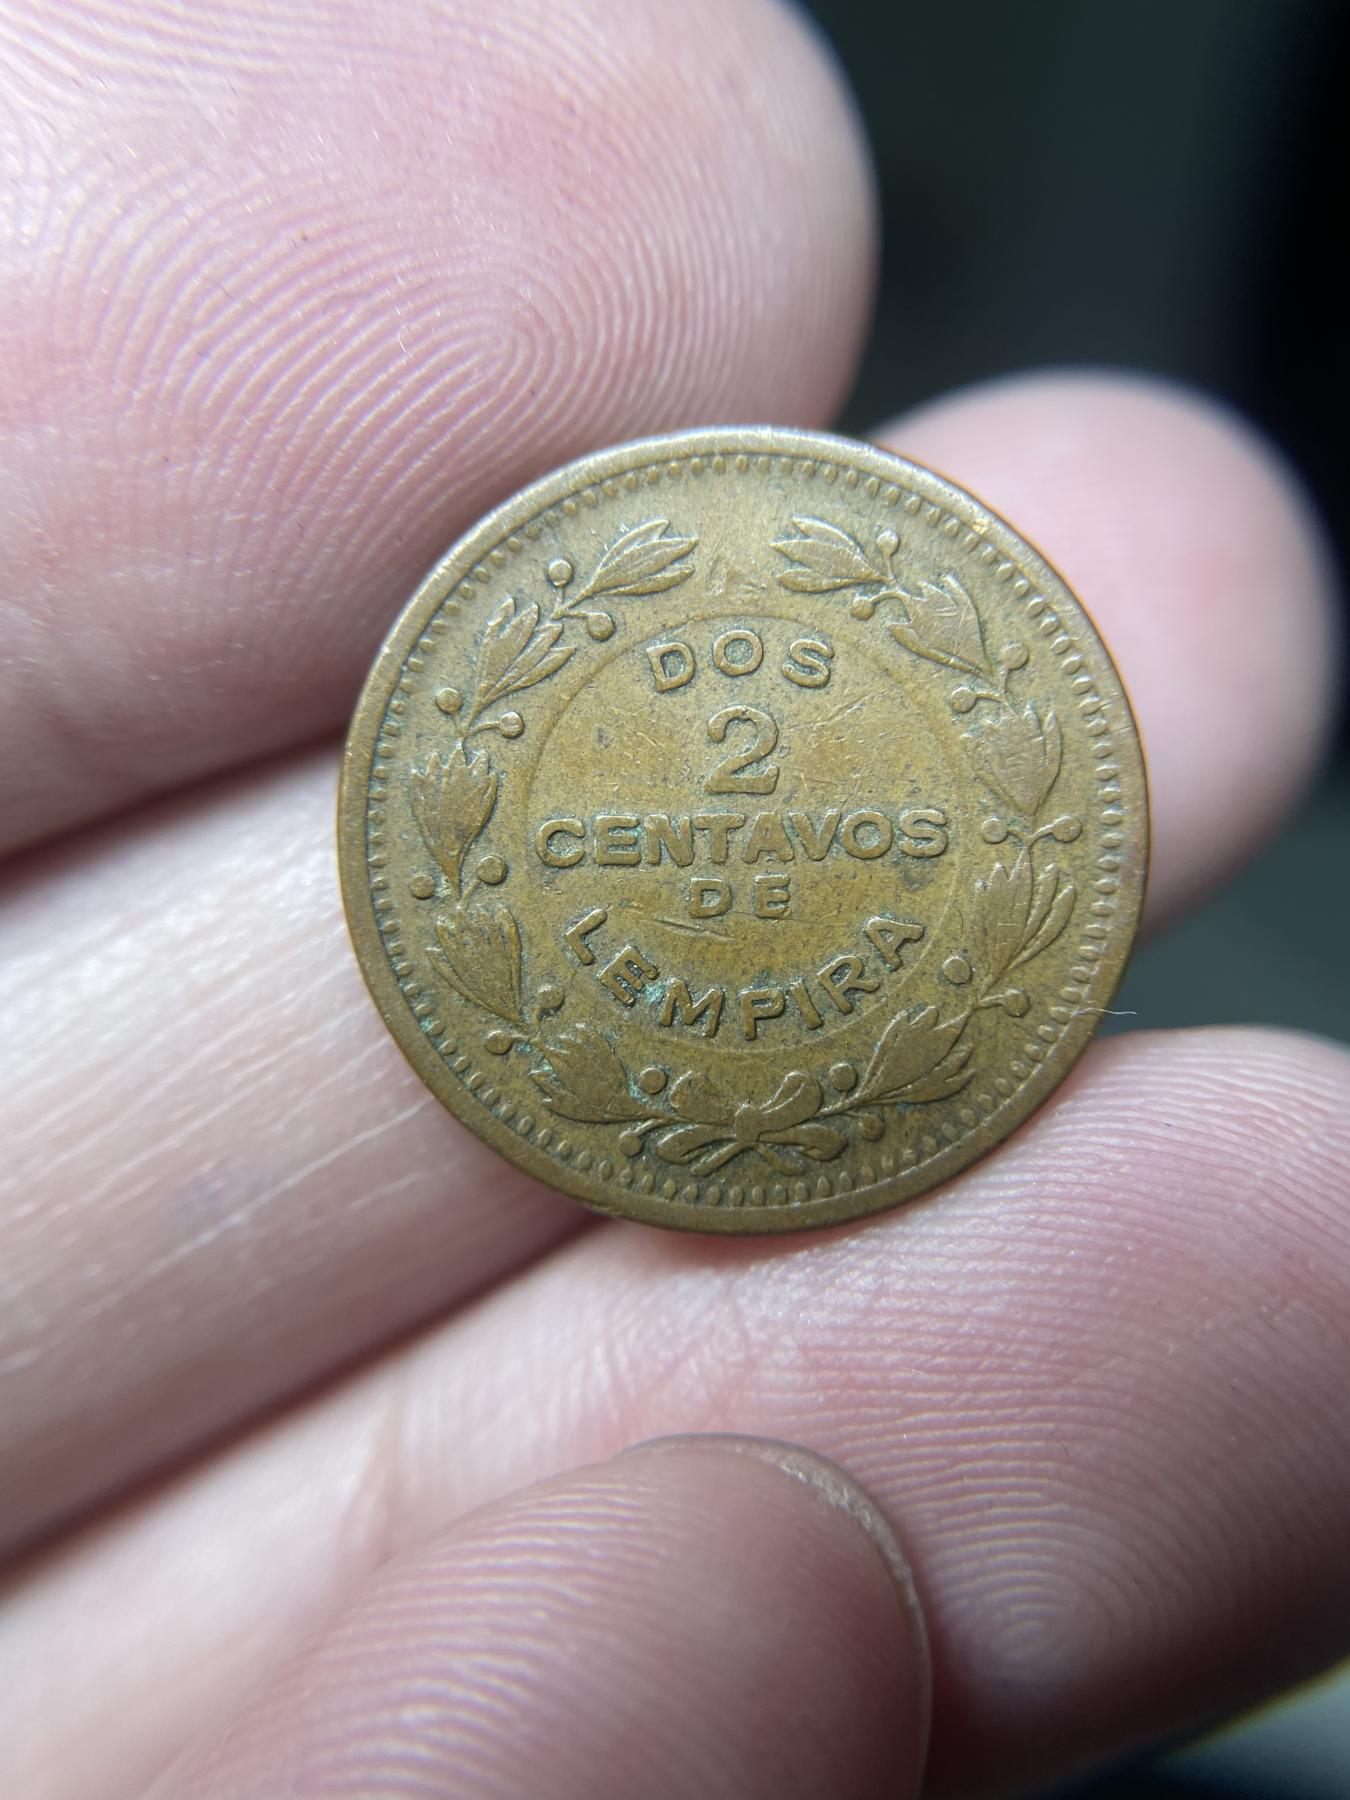 DOS
2
CENTAVOS
DE
LEMPIRA